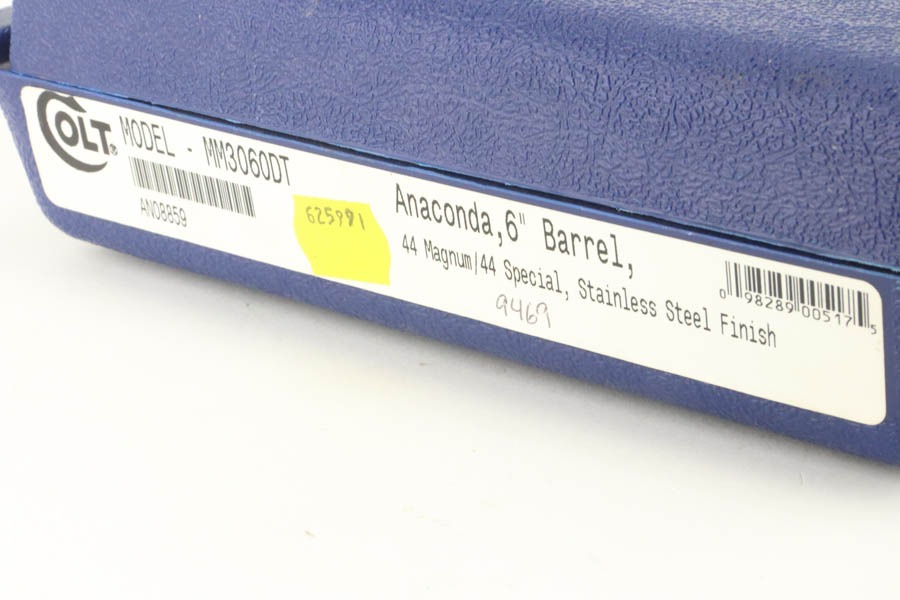 COLT®
MODEL - MM3060DT
AN08859
625991
Anaconda,6" Barrel,
44 Magnum|44 Special, Stainless Steel Finish
9469
0 98289 00517 5